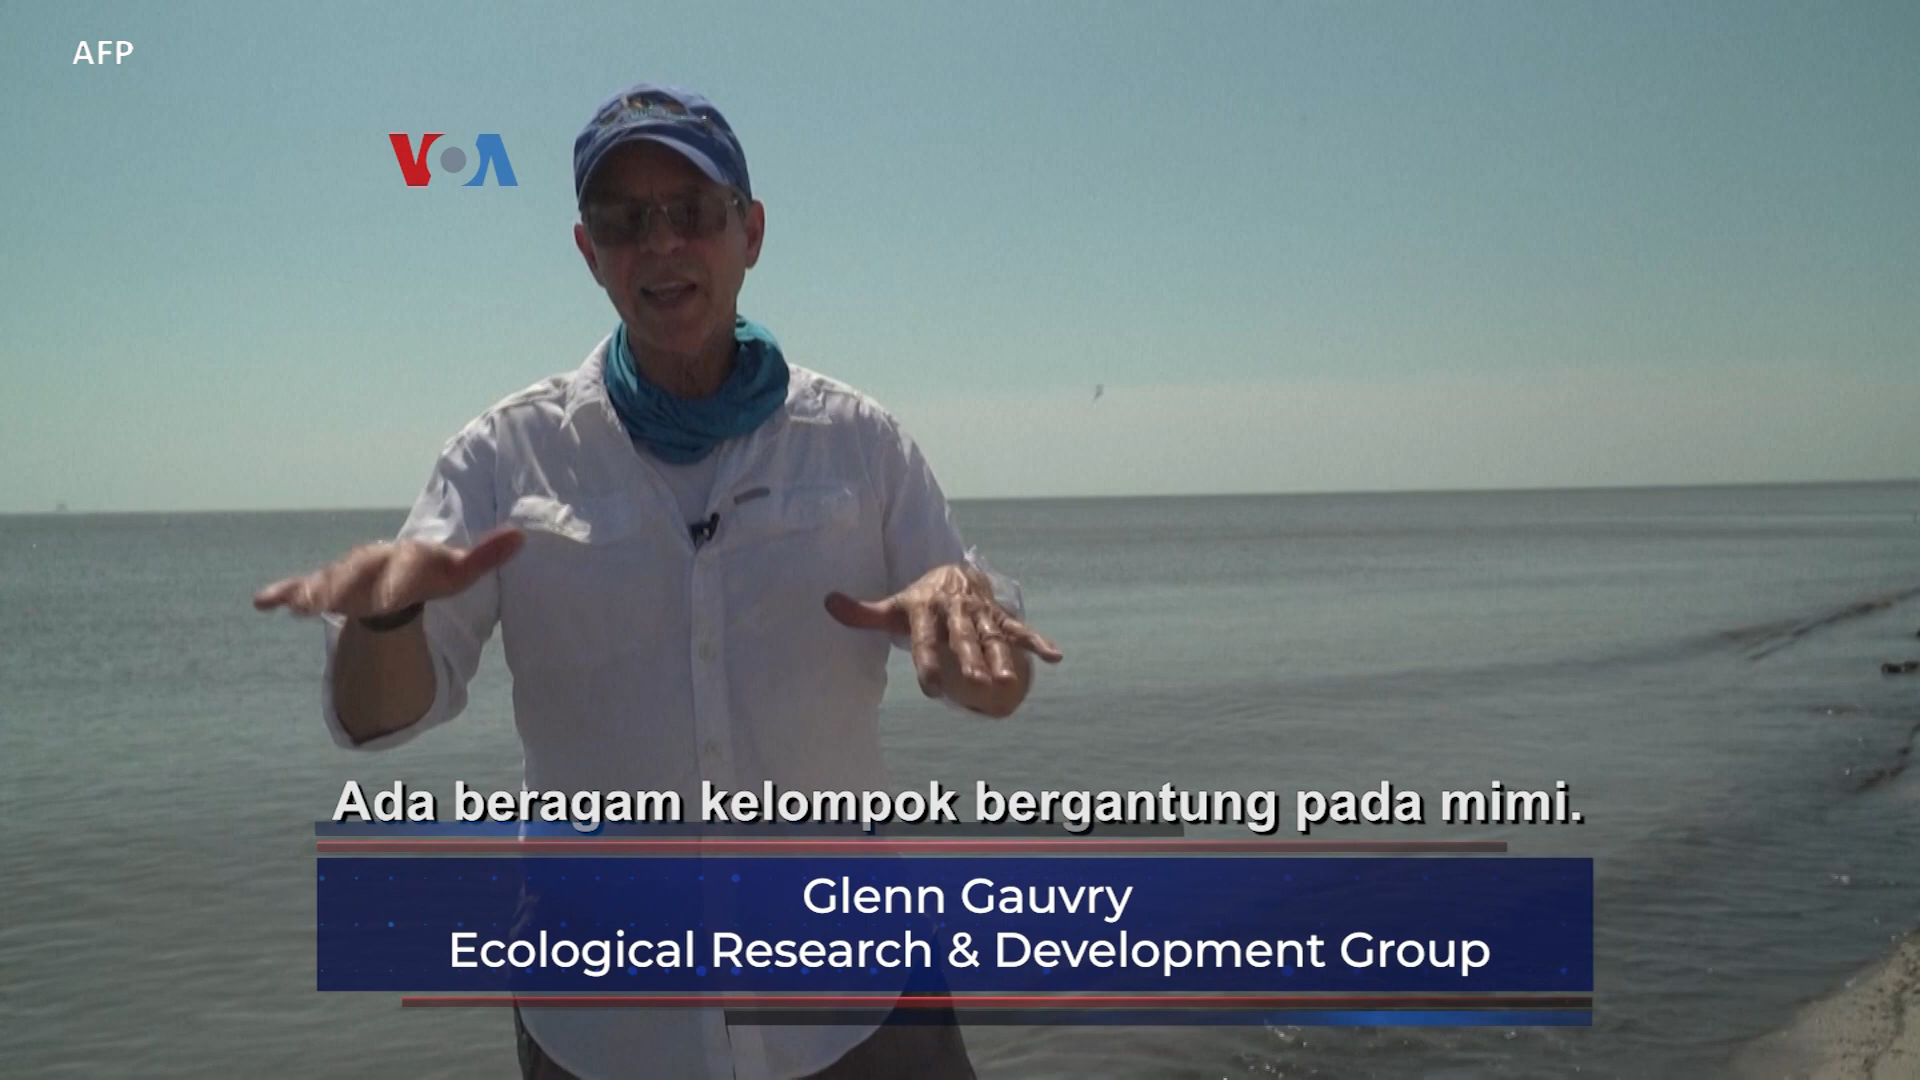 AFP
VOA
Ada beragam kelompok bergantung pada mimi.
Glenn Gauvry
Ecological Research & Development Group